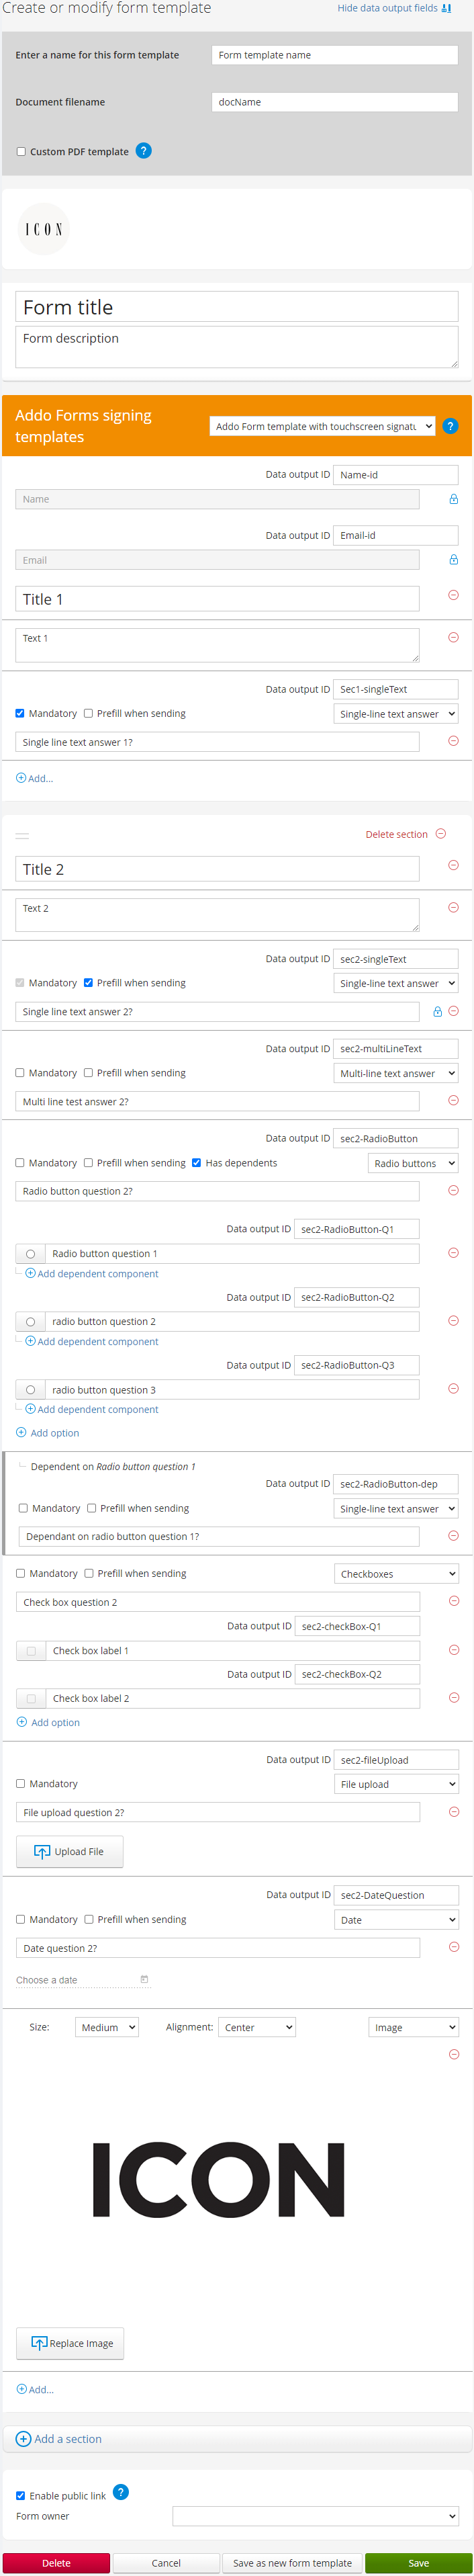 Create or modify form template
Hide data output fields
Enter a name for this form template
Form template name
Document filename
docName
Custom PDF template ?
ICON
Form title
Form description
Addo Forms signing
templates
Addo Form template with touchscreen signatu ?
Data output ID Name-id
Name
Data output ID Email-id
Email
Title 1
Text 1
Data output ID Sec1-singleText
Mandatory Prefill when sending Single-line text answer
Single line text answer 1?
Add...
Delete section
Title 2
Text 2
Data output ID sec2-singleText
Mandatory Prefill when sending Single-line text answer
Single line text answer 2?
Data output ID sec2-multiLineText
Mandatory Prefill when sending Multi-line text answer
Multi line test answer 2?
Data output ID sec2-RadioButton
Mandatory Prefill when sending Has dependents Radio buttons
Radio button question 2?
Data output ID sec2-RadioButton-Q1
Radio button question 1
Add dependent component
Data output ID sec2-RadioButton-Q2
radio button question 2
Add dependent component
Data output ID sec2-RadioButton-Q3
radio button question 3
Add dependent component
Add option
Dependent on Radio button question 1
Data output ID sec2-RadioButton-dep
Mandatory Prefill when sending Single-line text answer
Dependant on radio button question 1?
Mandatory Prefill when sending Checkboxes
Check box question 2
Data output ID sec2-checkBox-Q1
Check box label 1
Data output ID sec2-checkBox-Q2
Check box label 2
Add option
Data output ID sec2-fileUpload
Mandatory File upload
File upload question 2?
Upload File
Data output ID sec2-DateQuestion
Mandatory Prefill when sending Date
Date question 2?
Choose a date
Size: Medium Alignment: Center Image
ICON
Replace Image
Add...
Add a section
Enable public link ?
Form owner
Delete Cancel Save as new form template Save